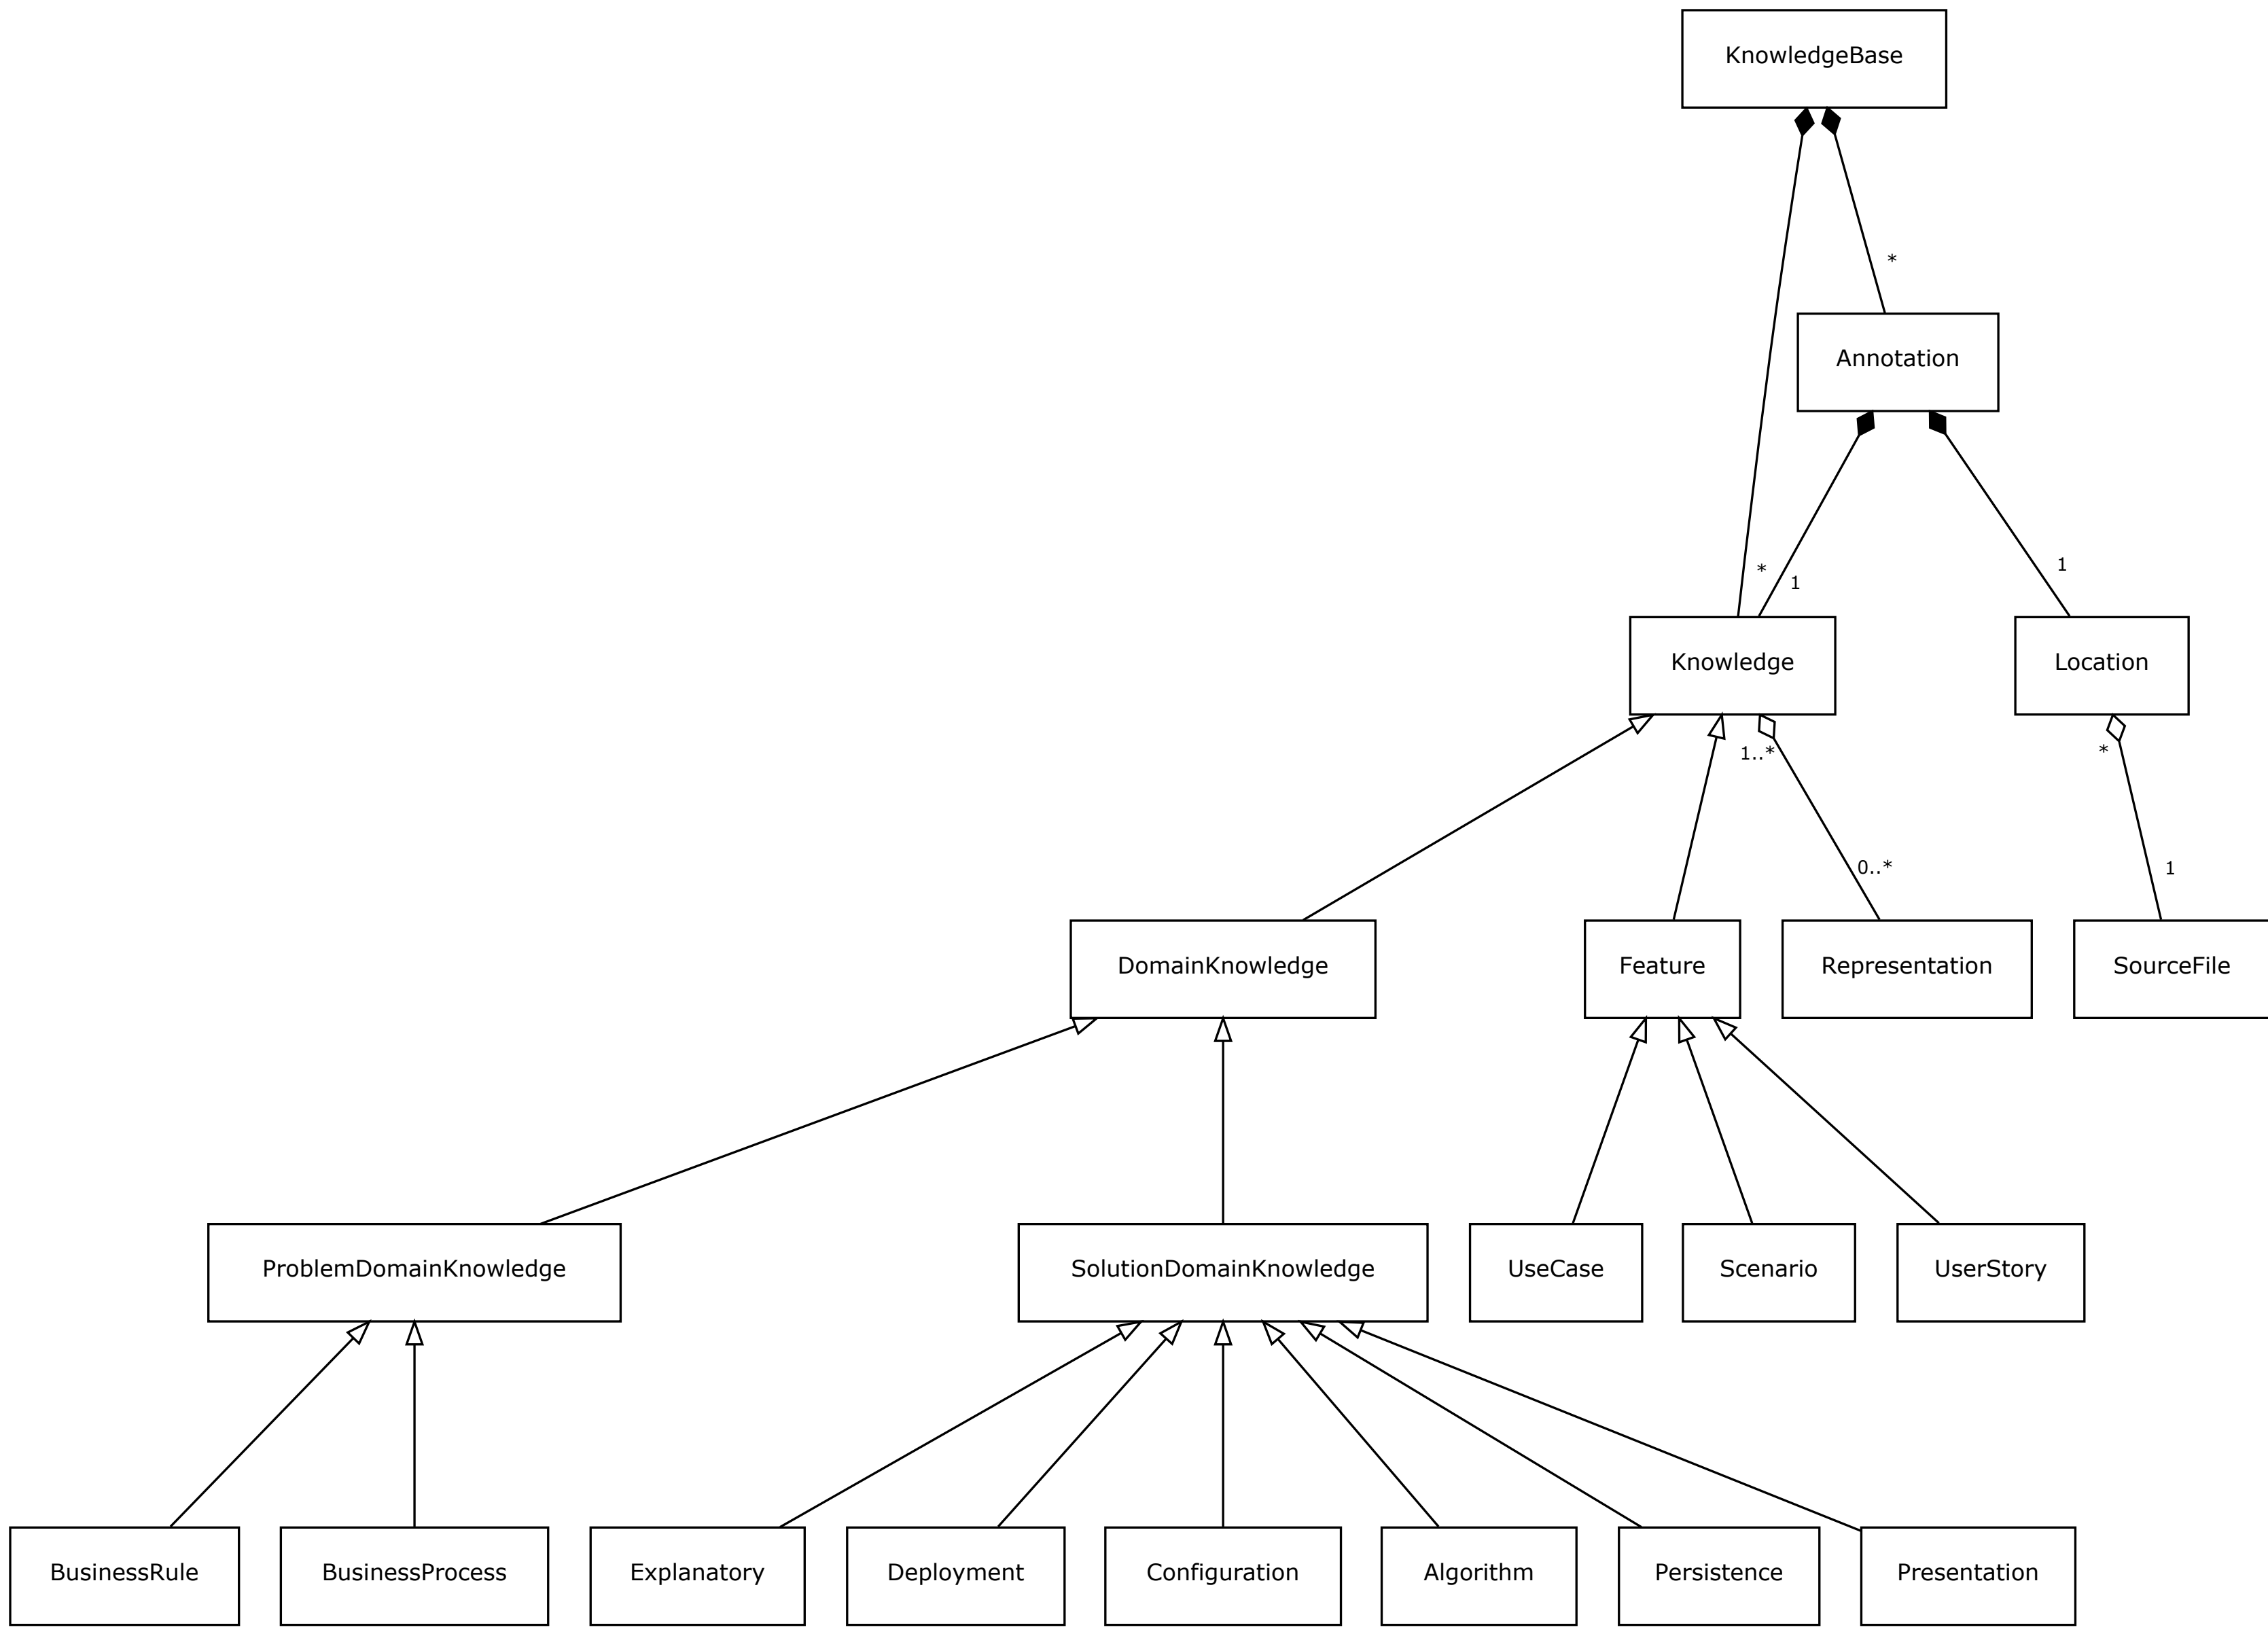 KnowledgeBase
*
Annotation
*
1
1
Knowledge
Location
1..*
*
0..*
1
DomainKnowledge
Feature
Representation
SourceFile
ProblemDomainKnowledge
SolutionDomainKnowledge
UseCase
Scenario
UserStory
BusinessRule
BusinessProcess
Explanatory
Deployment
Configuration
Algorithm
Persistence
Presentation